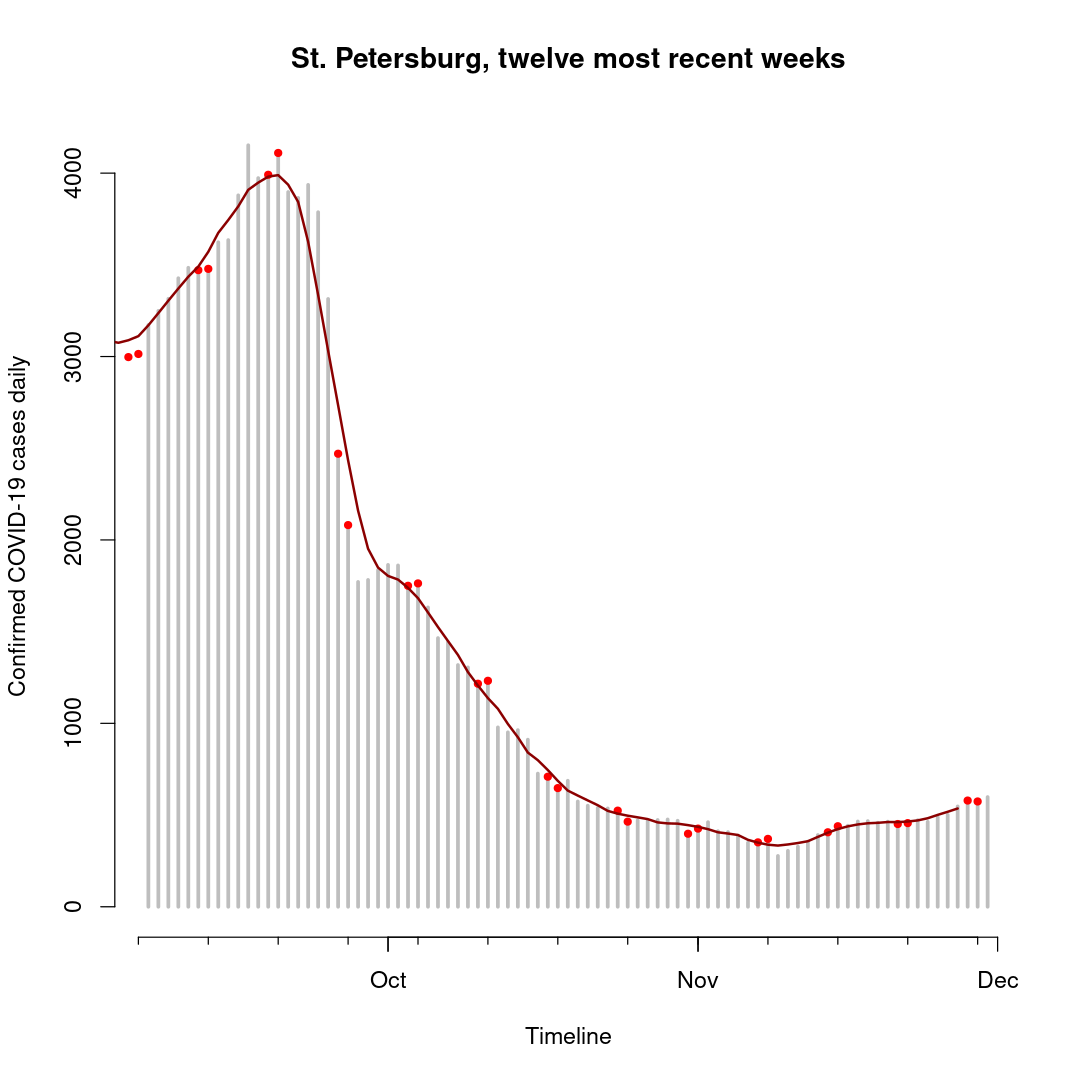 St. Petersburg, twelve most recent weeks
Confirmed COVID-19 cases daily
4000
3000
2000
1000
0
Oct
Nov
Dec
Timeline